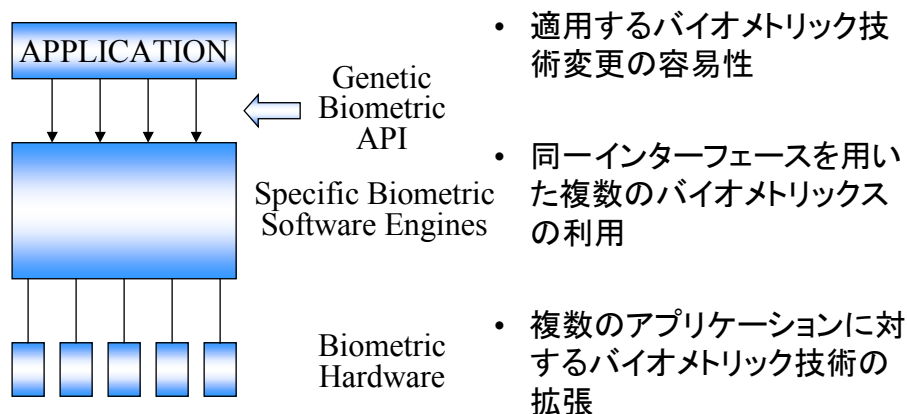 APPLICATION
Genetic
Biometric
API
Specific Biometric
Software Engines
Biometric
Hardware
• 適用するバイオメトリック技
術変更の容易性
• 同一インターフェースを用い
た複数のバイオメトリックス
の利用
• 複数のアプリケーションに対
するバイオメトリック技術の
拡張